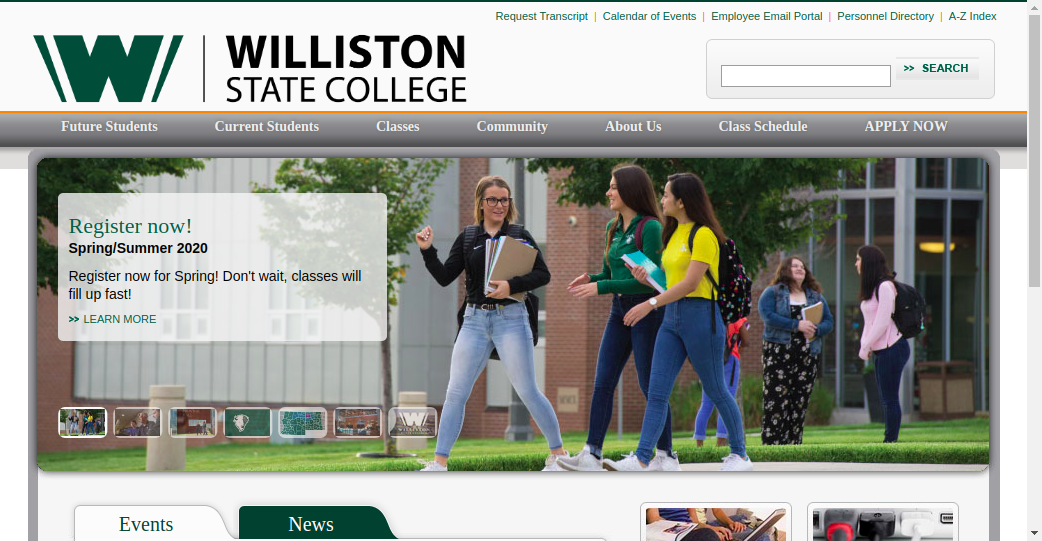 Request Transcript | Calendar of Events | Employee Email Portal | Personnel Directory | A-Z Index
W WILLISTON
STATE COLLEGE
>> SEARCH
Future Students Current Students Classes Community About Us Class Schedule APPLY NOW
Register now!
Spring/Summer 2020
Register now for Spring! Don't wait, classes will
fill up fast!
>> LEARN MORE
Events News